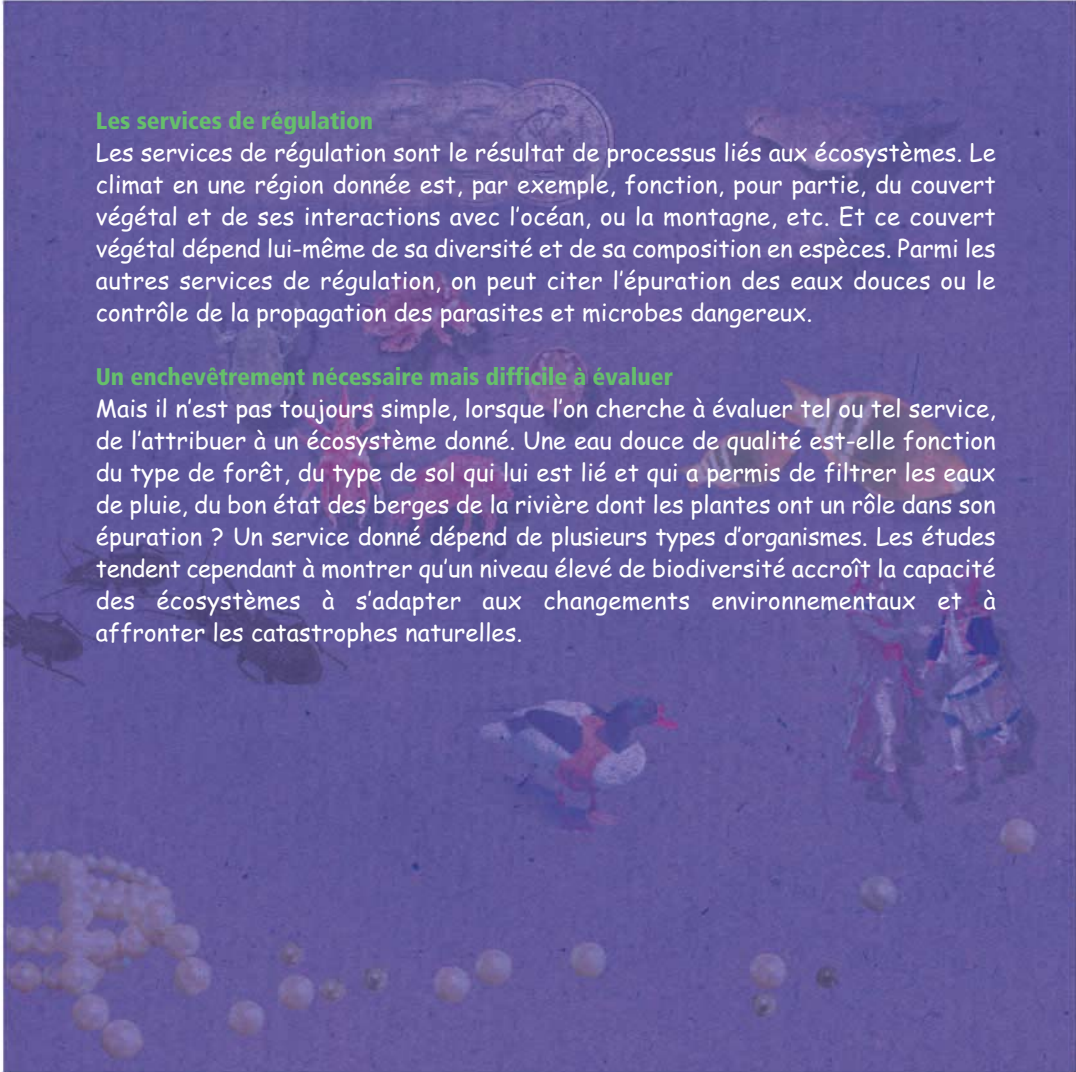 Les services de régulation
Les services de régulation sont le résultat de processus liés aux écosystèmes. Le
climat en une région donnée est, par exemple, fonction, pour partie, du couvert
végétal et de ses interactions avec l'océan, ou la montagne, etc. Et ce couvert
végétal dépend lui-même de sa diversité et de sa composition en espèces. Parmi les
autres services de régulation, on peut citer l'épuration des eaux douces ou le
contrôle de la propagation des parasites et microbes dangereux.
Un enchevêtrement nécessaire mais difficile à évaluer
Mais il n'est pas toujours simple, lorsque l'on cherche à évaluer tel ou tel service,
de l'attribuer à un écosystème donné. Une eau douce de qualité est-elle fonction
du type de forêt, du type de sol qui lui est lié et qui a permis de filtrer les eaux
de pluie, du bon état des berges de la rivière dont les plantes ont un rôle dans son
épuration ? Un service donné dépend de plusieurs types d'organismes. Les études
tendent cependant à montrer qu'un niveau élevé de biodiversité accroît la capacité
des écosystèmes à s'adapter aux changements environnementaux et à
affronter les catastrophes naturelles.